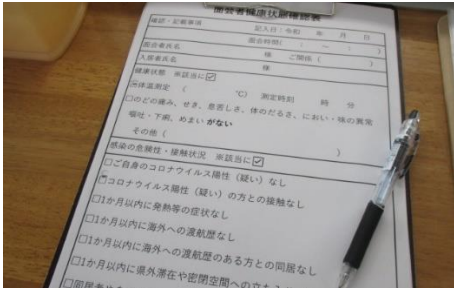 面会者健康状態確認表
確認・記載事項 記入日：令和 年 月 日
面会時間（ ： ～ ： ）
面会者氏名 様 ご関係（ ）
入居者氏名 様
健康状態 ※該当に☑
□体温測定（ ℃） 測定時刻 時 分
□のどの痛み、せき、息苦しさ、体のだるさ、におい・味の異常
嘔吐・下痢、めまい がない
その他（ ）
感染の危険性・接触状況 ※該当に☑
□ご自身のコロナウイルス陽性（疑い）なし
□コロナウイルス陽性（疑い）の方との接触なし
□1か月以内に発熱等の症状なし
□1か月以内に海外への渡航歴なし
□1か月以内に海外への渡航歴のある方との同居なし
□1か月以内に県外滞在や密閉空間への立ち入
□同居者や